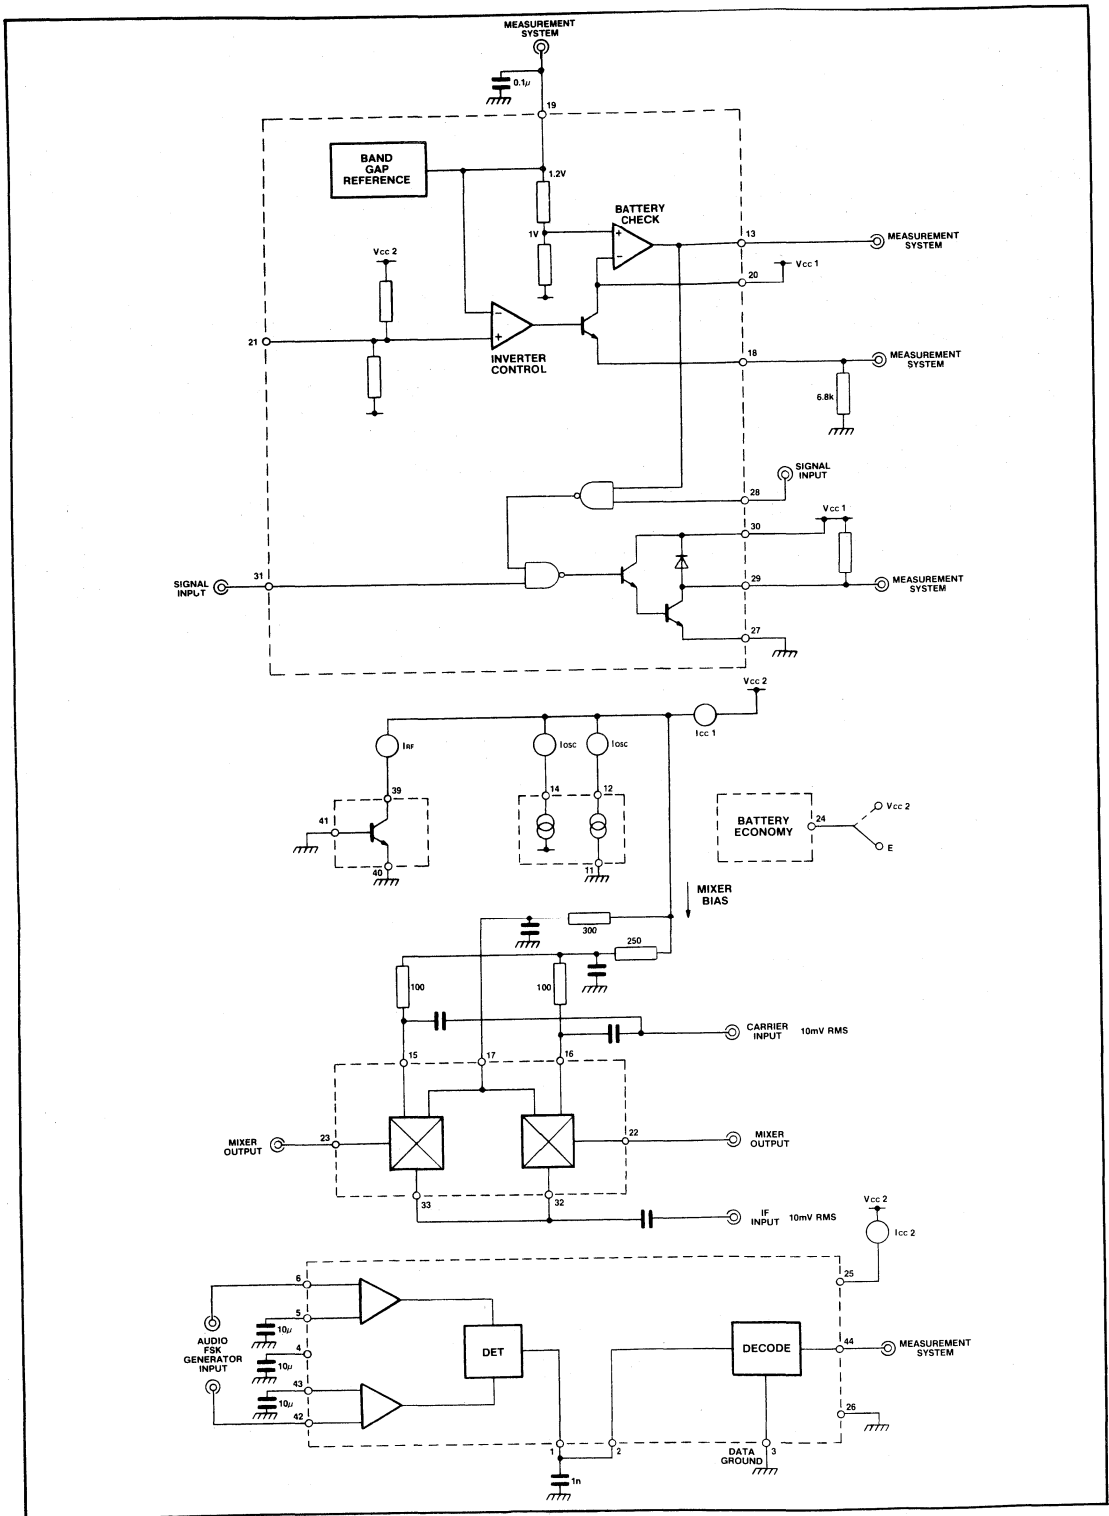 MEASUREMENT
SYSTEM
0.1µ
19
BAND
GAP
REFERENCE
1.2V
BATTERY
CHECK
1V
+
−
13
MEASUREMENT
SYSTEM
Vcc 2
Vcc 1
20
21
−
+
INVERTER
CONTROL
18
MEASUREMENT
SYSTEM
6.8k
SIGNAL
INPUT
28
Vcc 1
30
31
SIGNAL
INPUT
29
MEASUREMENT
SYSTEM
27
Vcc 2
Icc 1
IRF
Iosc
Iosc
39
14
12
41
40
11
BATTERY
ECONOMY
24
Vcc 2
E
MIXER
BIAS
300
250
100
100
CARRIER
INPUT
10mV RMS
15
17
16
MIXER
OUTPUT
23
22
MIXER
OUTPUT
33
32
IF
INPUT
10mV RMS
Vcc 2
Icc 2
6
25
5
10µ
AUDIO
FSK
GENERATOR
INPUT
4
10µ
DET
DECODE
44
MEASUREMENT
SYSTEM
43
10µ
42
26
1
2
DATA
GROUND
3
1n